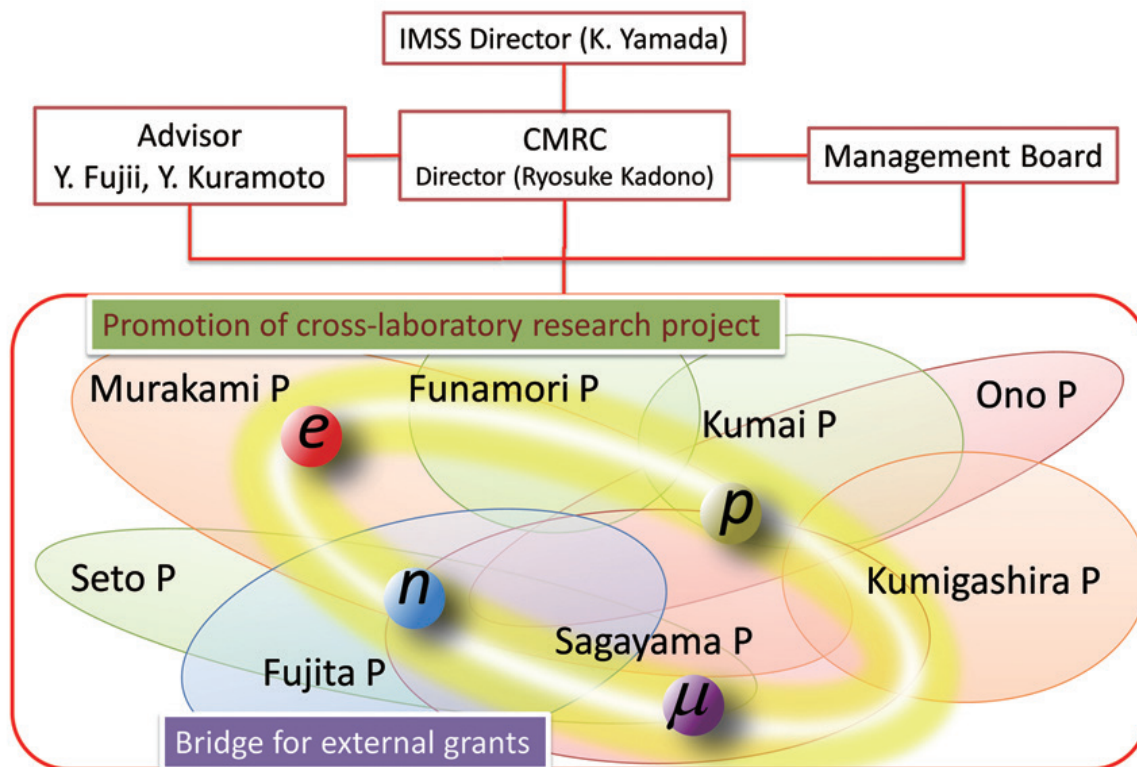 IMSS Director (K. Yamada)
Advisor
Y. Fujii, Y. Kuramoto
CMRC
Director (Ryosuke Kadono)
Management Board
Promotion of cross-laboratory research project
Murakami P
Funamori P
Kumai P
Ono P
e
p
Seto P
n
Kumigashira P
Sagayama P
Fujita P
μ
Bridge for external grants